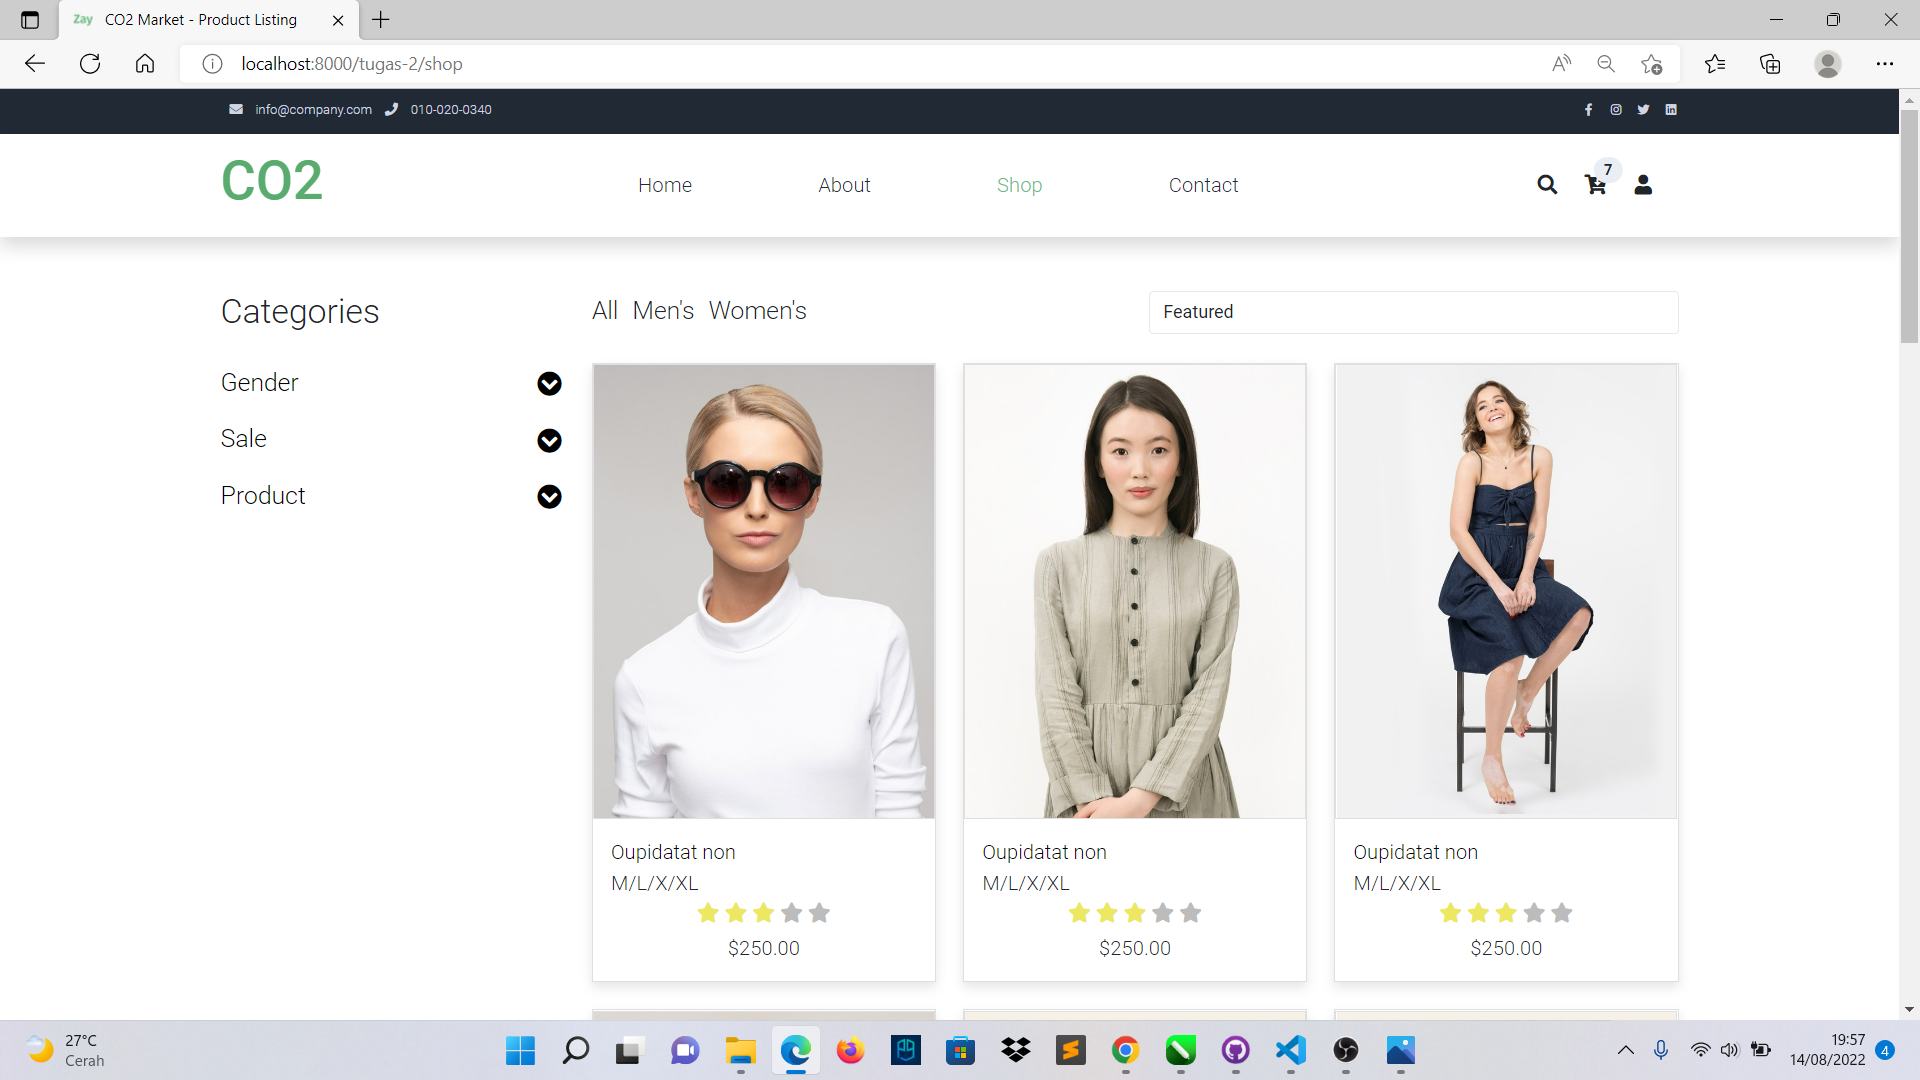 Zay CO2 Market - Product Listing
localhost:8000/tugas-2/shop
info@company.com 010-020-0340
CO2 Home About Shop Contact 7
Categories
Gender
Sale
Product
All Men's Women's Featured
Oupidatat non
M/L/X/XL
$250.00
Oupidatat non
M/L/X/XL
$250.00
Oupidatat non
M/L/X/XL
$250.00
27°C
Cerah
19:57
14/08/2022 4